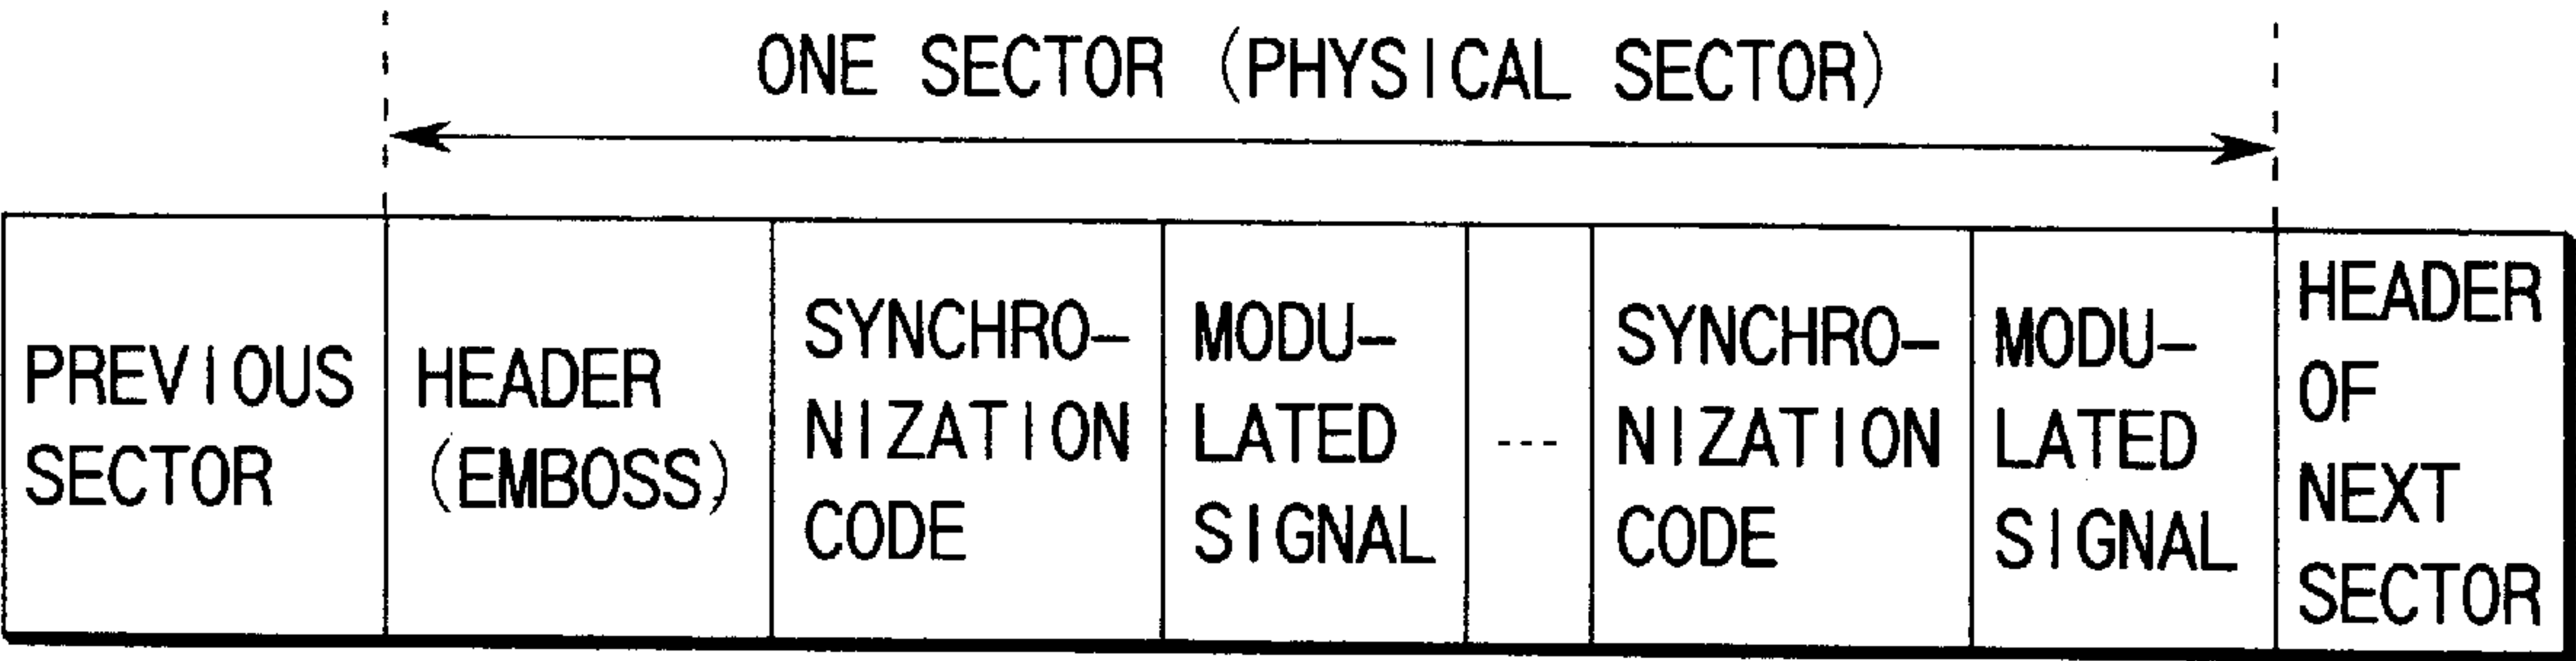 ONE SECTOR (PHYSICAL SECTOR)
PREVIOUS
SECTOR
HEADER
(EMBOSS)
SYNCHRO-
NIZATION
CODE
MODU-
LATED
SIGNAL
---
SYNCHRO-
NIZATION
CODE
MODU-
LATED
SIGNAL
HEADER
OF
NEXT
SECTOR